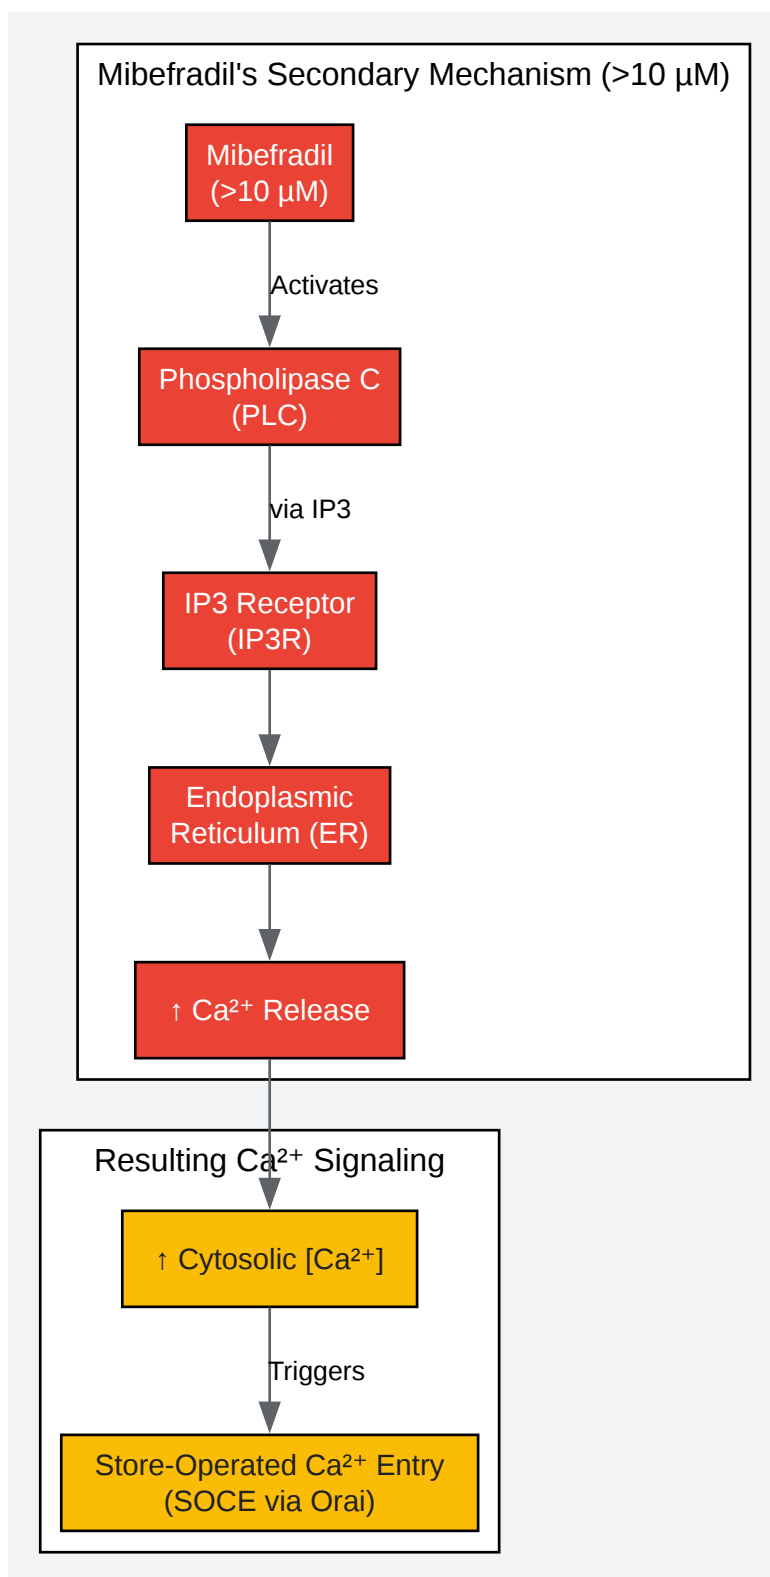 Mibefradil's Secondary Mechanism (>10 µM)
Mibefradil
(>10 µM)
Activates
Phospholipase C
(PLC)
via IP3
IP3 Receptor
(IP3R)
Endoplasmic
Reticulum (ER)
↑ Ca²⁺ Release
Resulting Ca²⁺ Signaling
↑ Cytosolic [Ca²⁺]
Triggers
Store-Operated Ca²⁺ Entry
(SOCE via Orai)